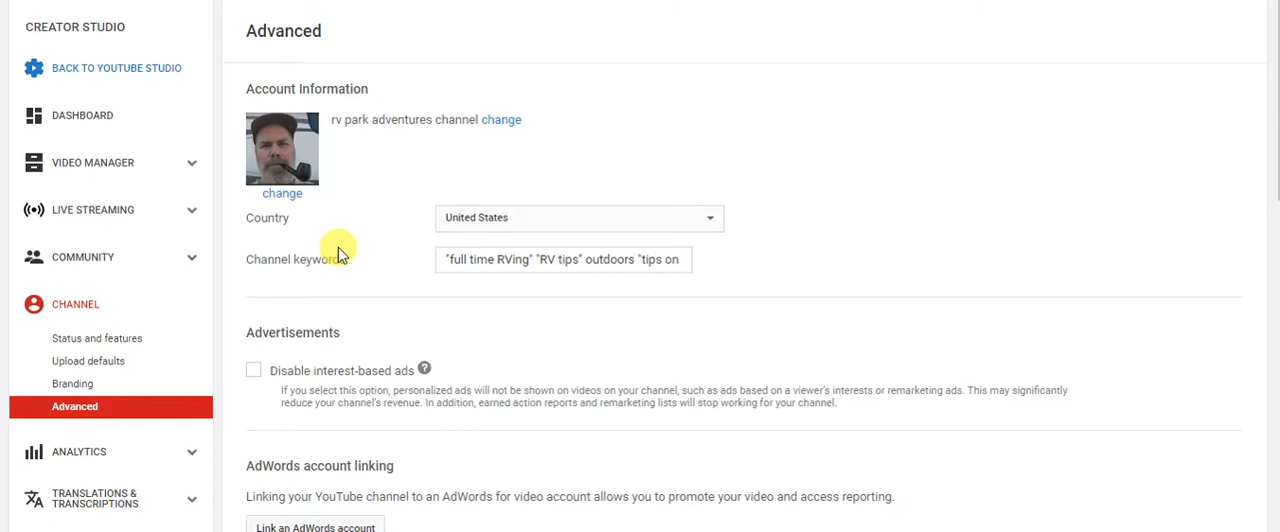 CREATOR STUDIO
BACK TO YOUTUBE STUDIO
DASHBOARD
VIDEO MANAGER
LIVE STREAMING
COMMUNITY
CHANNEL
Status and features
Upload defaults
Branding
Advanced
ANALYTICS
TRANSLATIONS &
TRANSCRIPTIONS
Advanced
Account Information
rv park adventures channel change
change
Country
United States
Channel keywords
"full time RVing" "RV tips" outdoors "tips on
Advertisements
Disable interest-based ads ?
If you select this option, personalized ads will not be shown on videos on your channel, such as ads based on a viewer's interests or remarketing ads. This may significantly
reduce your channel's revenue. In addition, earned action reports and remarketing lists will stop working for your channel.
AdWords account linking
Linking your YouTube channel to an AdWords for video account allows you to promote your video and access reporting.
Link an AdWords account